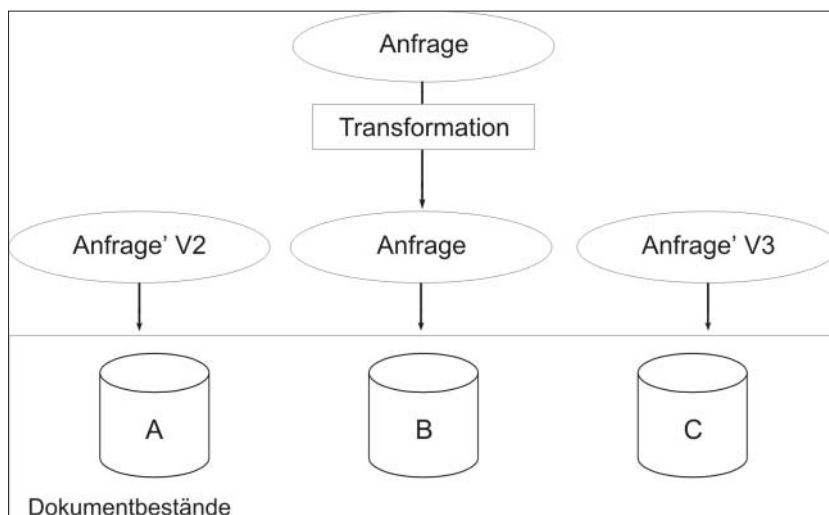 Anfrage
Transformation
Anfrage’ V2
Anfrage
Anfrage’ V3
A
B
C
Dokumentbestände